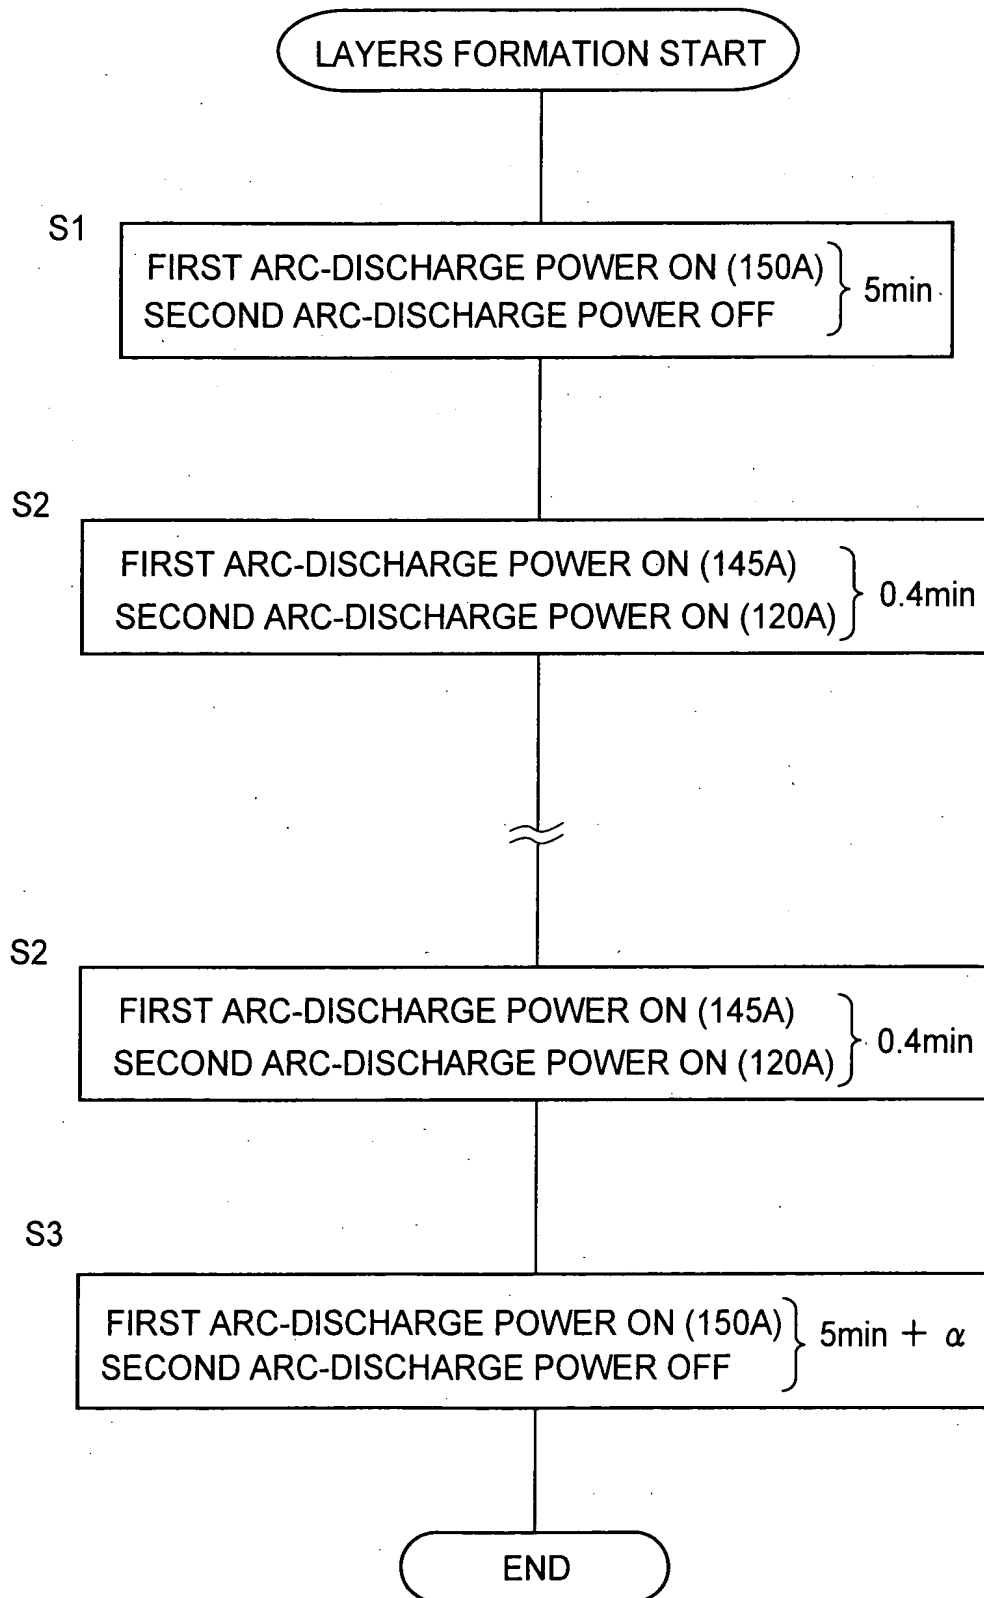 LAYERS FORMATION START
S1
FIRST ARC-DISCHARGE POWER ON (150A)
SECOND ARC-DISCHARGE POWER OFF
5min
S2
FIRST ARC-DISCHARGE POWER ON (145A)
SECOND ARC-DISCHARGE POWER ON (120A)
0.4min
S2
FIRST ARC-DISCHARGE POWER ON (145A)
SECOND ARC-DISCHARGE POWER ON (120A)
0.4min
S3
FIRST ARC-DISCHARGE POWER ON (150A)
SECOND ARC-DISCHARGE POWER OFF
5min + α
END